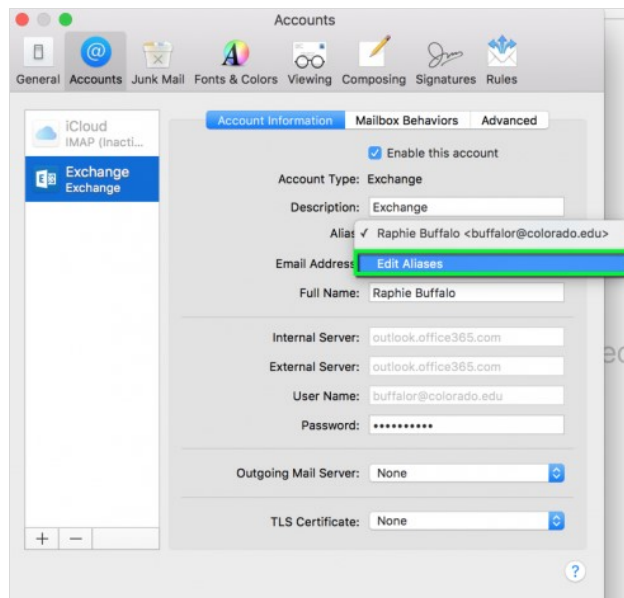 Accounts
General Accounts Junk Mail Fonts & Colors Viewing Composing Signatures Rules
iCloud
IMAP (Inacti...
Exchange
Exchange
Account Information Mailbox Behaviors Advanced
Enable this account
Account Type: Exchange
Description: Exchange
Alias ✓ Raphie Buffalo <buffalor@colorado.edu>
Email Address Edit Aliases
Full Name: Raphie Buffalo
Internal Server: outlook.office365.com
External Server: outlook.office365.com
User Name: buffalor@colorado.edu
Password: ••••••••••
Outgoing Mail Server: None
TLS Certificate: None
+ −
?